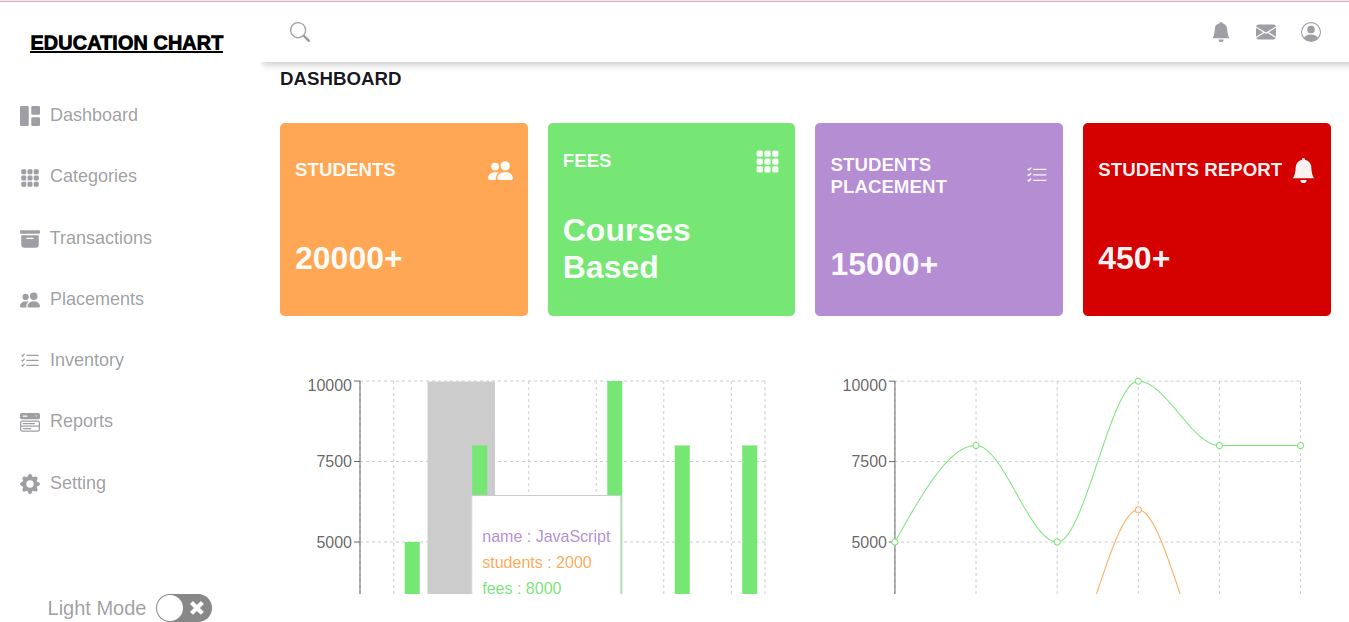 EDUCATION CHART
Dashboard
Categories
Transactions
Placements
Inventory
Reports
Setting
Light Mode
DASHBOARD
STUDENTS
20000+
FEES
Courses
Based
STUDENTS
PLACEMENT
15000+
STUDENTS REPORT
450+
10000
7500
5000
name : JavaScript
students : 2000
fees : 8000
10000
7500
5000